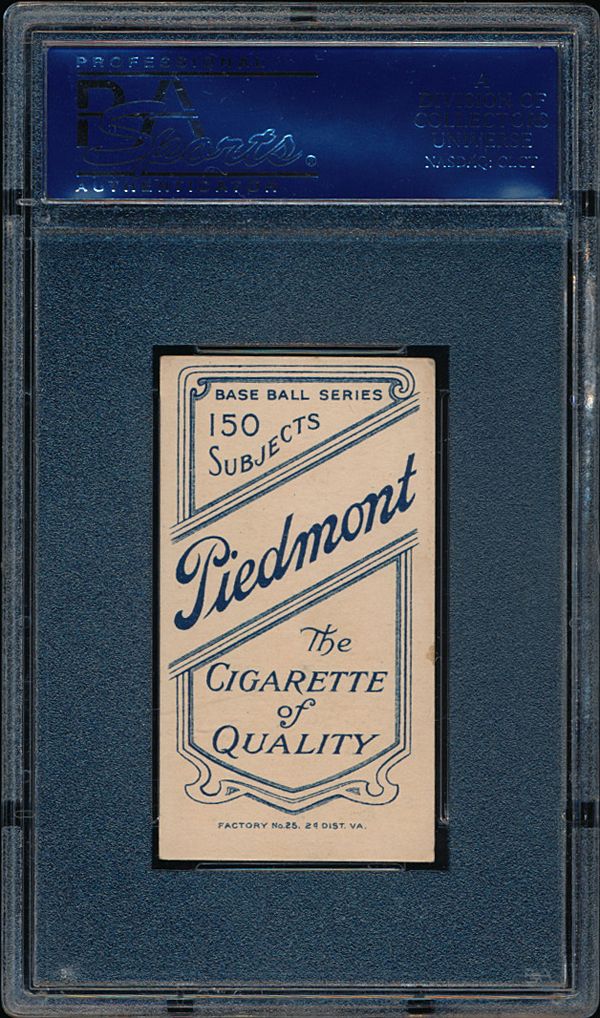 PROFESSIONAL
PSA
Sports®
AUTHENTICATOR
A
DIVISION OF
COLLECTORS
UNIVERSE
NASDAQ: CLCT
BASE BALL SERIES
150
SUBJECTS
Piedmont
The
CIGARETTE
of
QUALITY
FACTORY No. 25. 2d DIST. VA.